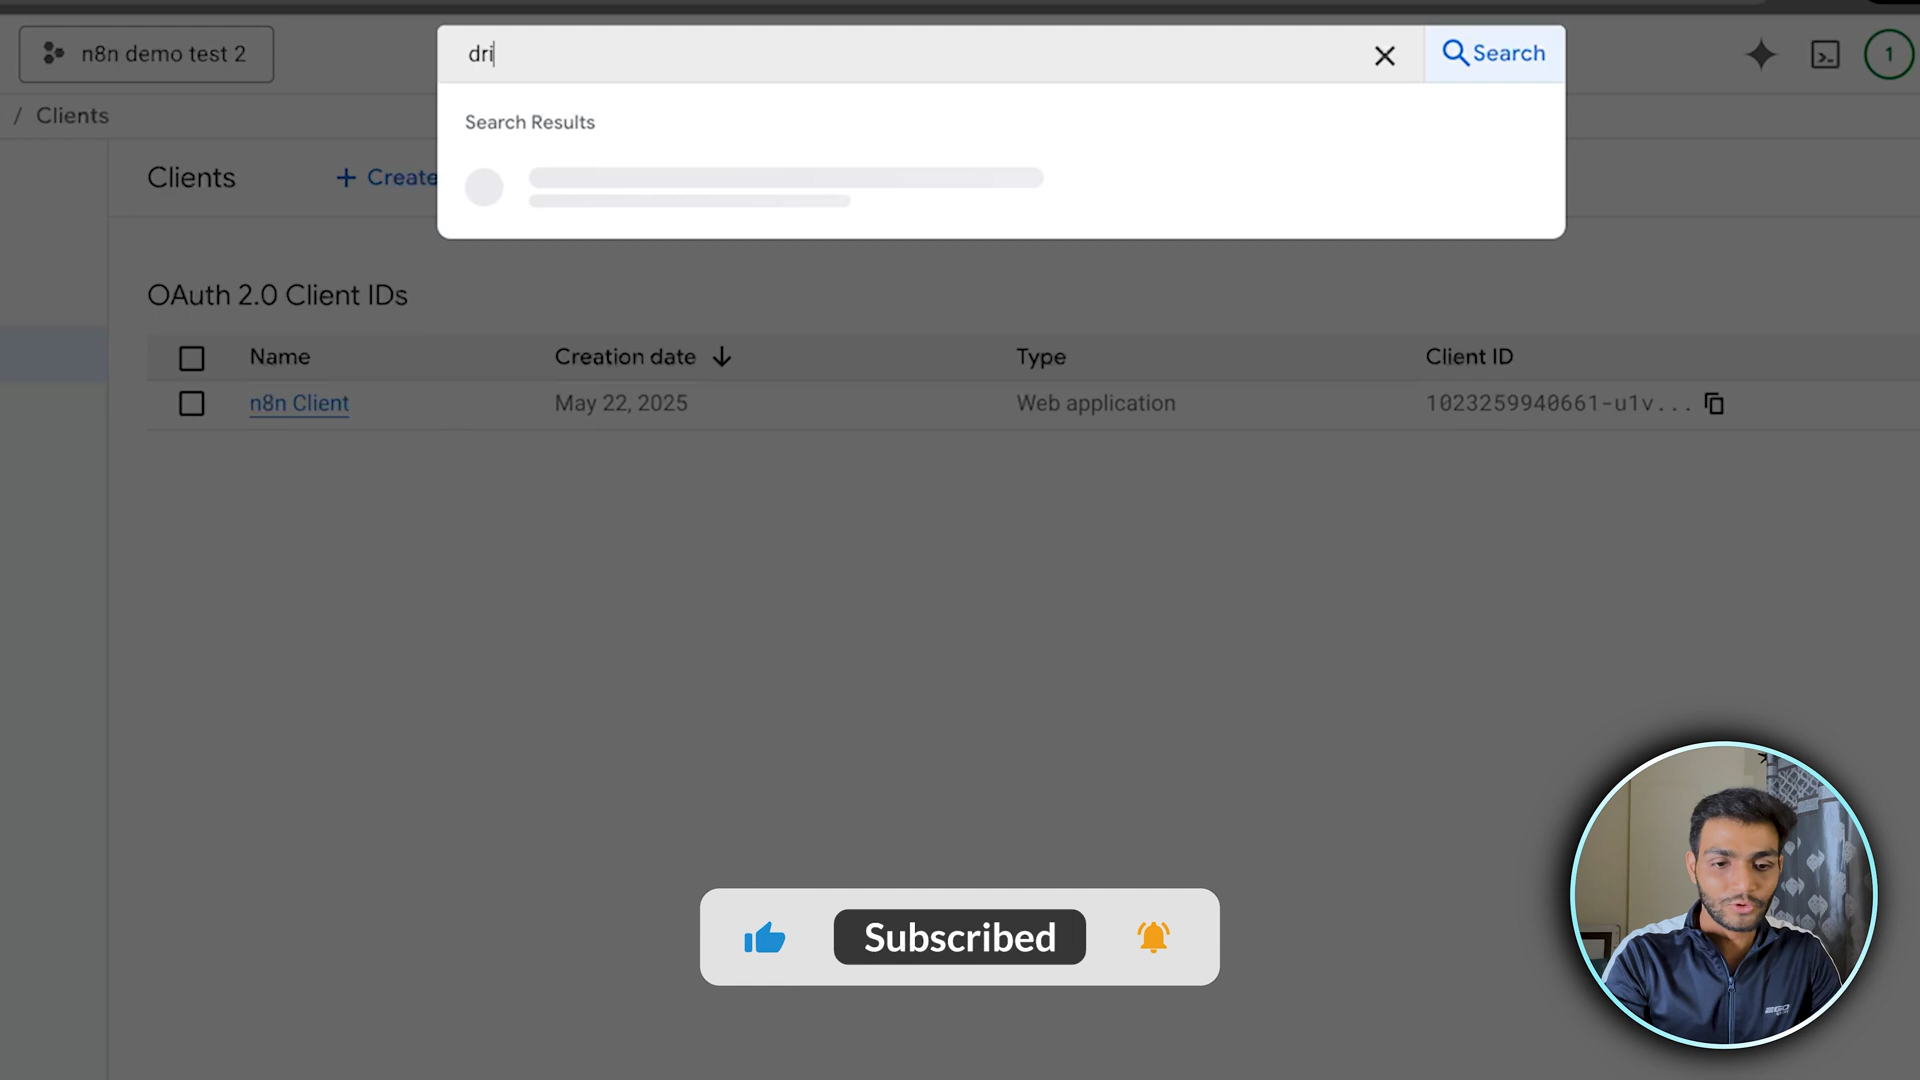 n8n demo test 2
dri
Search
1
/ Clients
Search Results
Clients
+ Create
OAuth 2.0 Client IDs
Name
Creation date
Type
Client ID
n8n Client
May 22, 2025
Web application
1023259940661-u1v...
Subscribed